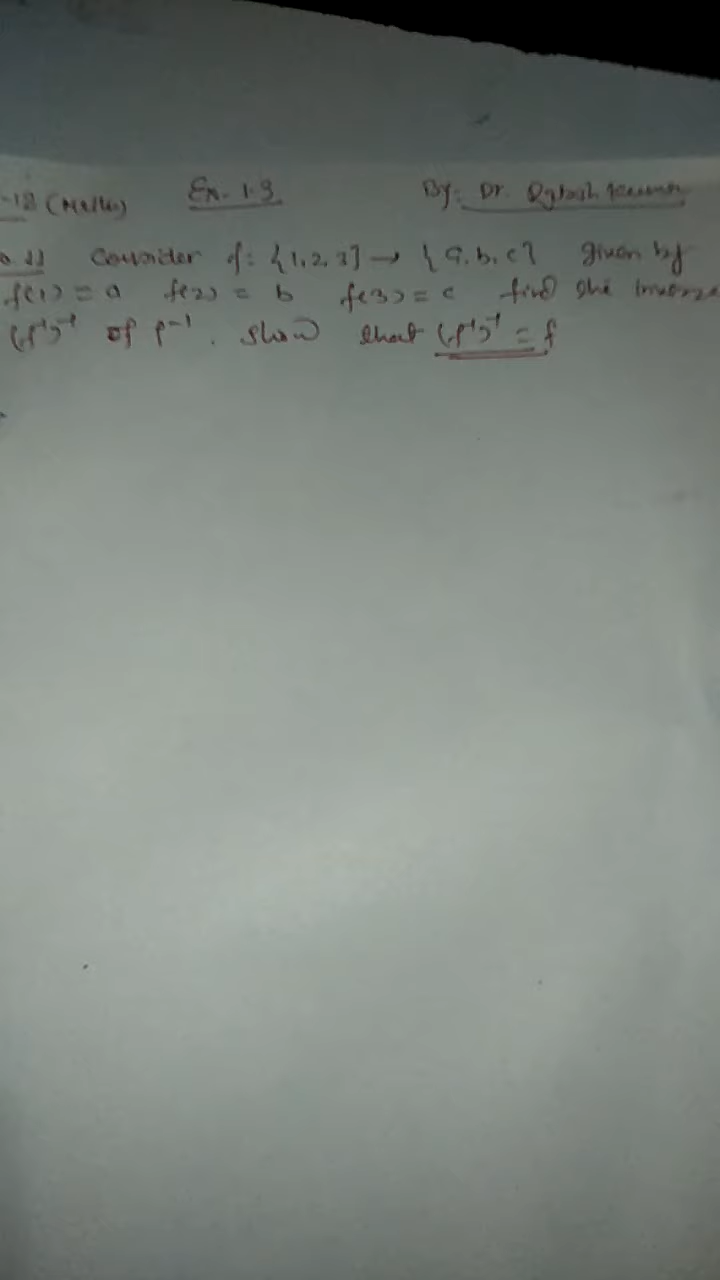 -12 (Maths) Ex. 1.3 By: Dr.
11 Consider f: {1,2,3] → {a,b,c} given by
f(1) = a f(2) = b f(3) = c find the inverse
(f⁻¹)⁻¹ of f⁻¹. Show that (f⁻¹)⁻¹ = f